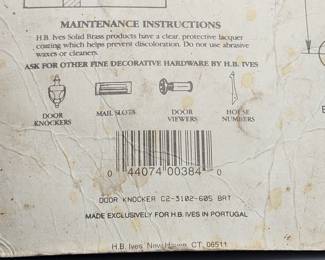 MAINTENANCE INSTRUCTIONS
H.B. Ives Solid Brass products have a clear, protective lacquer
coating which helps prevent discoloration. Do not use abrasive
waxes or cleaners.
ASK FOR OTHER FINE DECORATIVE HARDWARE BY H.B. IVES
DOOR KNOCKERS
MAIL SLOTS
DOOR VIEWERS
HOUSE NUMBERS
0 44074 00384 0
DOOR KNOCKER C2-3102-605 BRT
MADE EXCLUSIVELY FOR H.B. IVES IN PORTUGAL
H.B. Ives, New Haven, CT, 06511